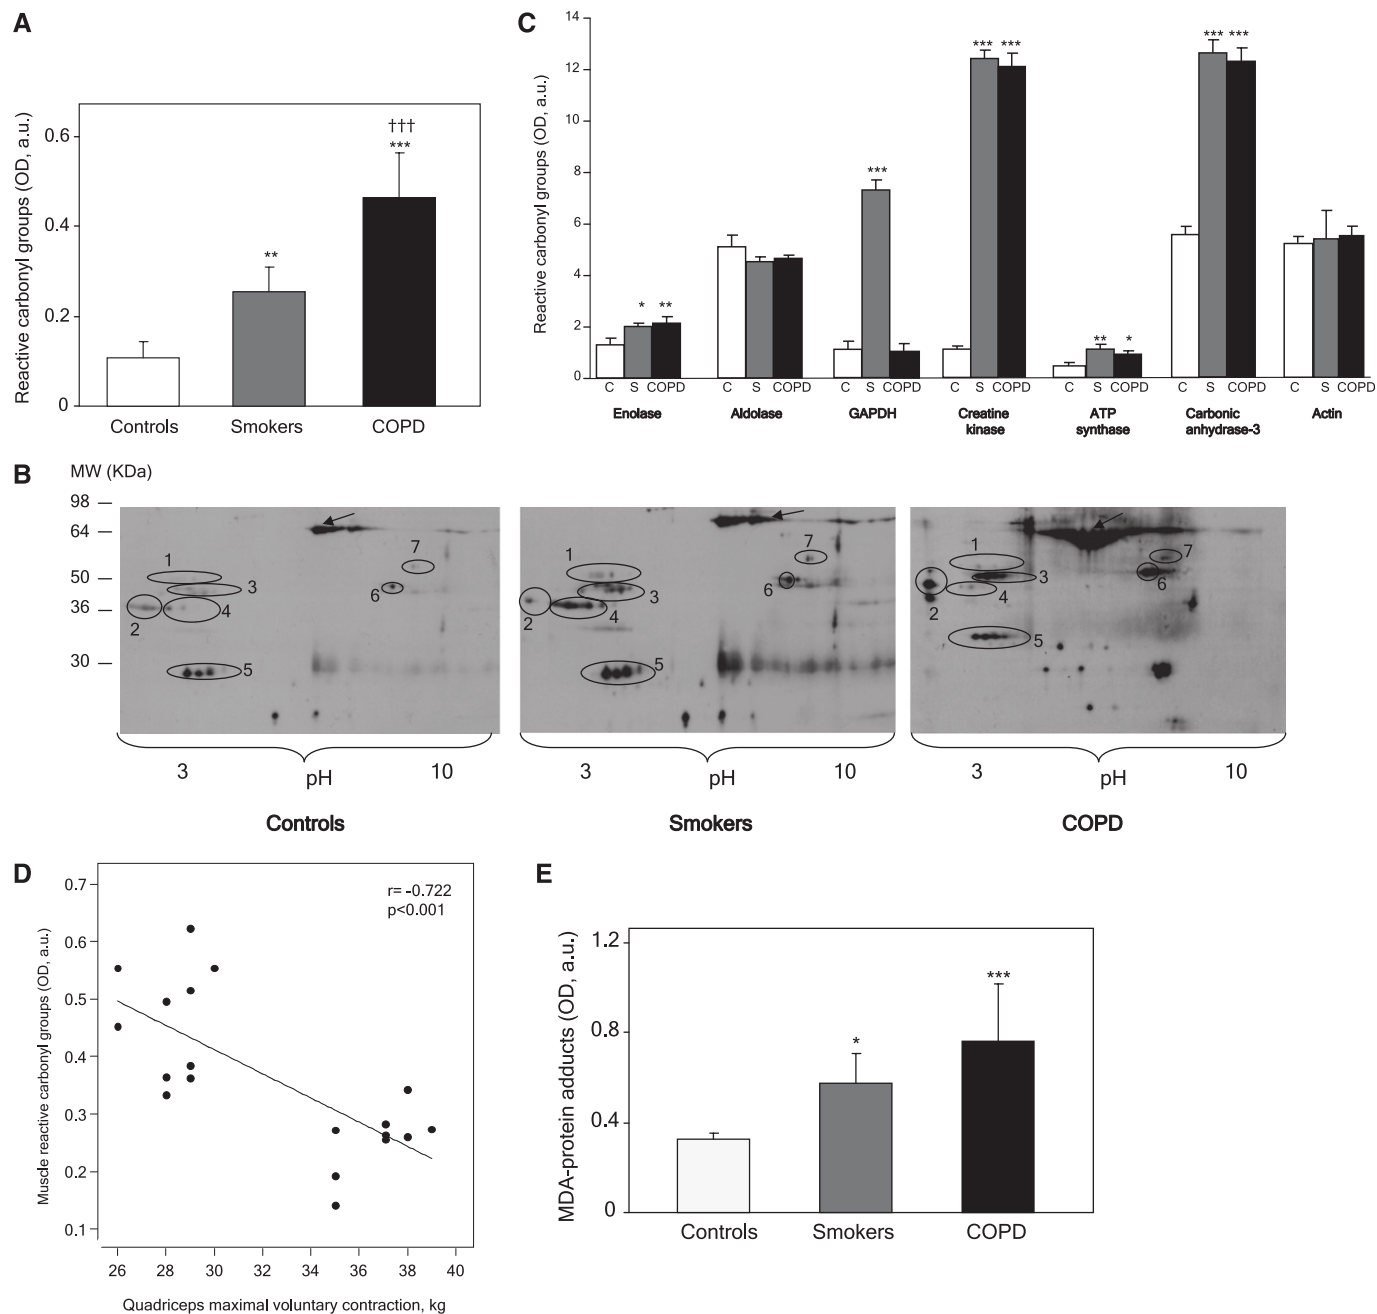 A
Reactive carbonyl groups (OD, a.u.)
0.6
0.4
0.2
0
**
†††
***
Controls Smokers COPD
C
Reactive carbonyl groups (OD, a.u.)
14
12
10
8
6
4
2
0
* **
***
*** ***
** *
*** ***
C S COPD C S COPD C S COPD C S COPD C S COPD C S COPD C S COPD
Enolase Aldolase GAPDH Creatine kinase ATP synthase Carbonic anhydrase-3 Actin
B
MW (KDa)
98
64
50
36
30
1 2 3 4 5 6 7
1 2 3 4 5 6 7
1 2 3 4 5 6 7
3 pH 10
3 pH 10
3 pH 10
Controls Smokers COPD
D
Muscle reactive carbonyl groups (OD, a.u.)
0.7
0.6
0.5
0.4
0.3
0.2
0.1
r= -0.722
p<0.001
26 28 30 32 34 36 38 40
Quadriceps maximal voluntary contraction, kg
E
MDA-protein adducts (OD, a.u.)
1.2
0.8
0.4
0
*
***
Controls Smokers COPD